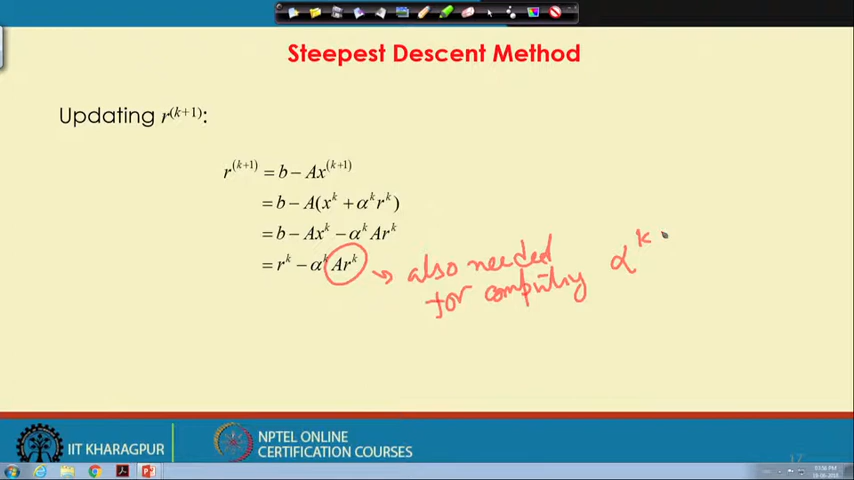 Steepest Descent Method
Updating r^(k+1):
r^(k+1) = b − Ax^(k+1)
= b − A(x^k + α^k r^k)
= b − Ax^k − α^k Ar^k
= r^k − α^k Ar^k
→ also needed
for computing α^k
IIT KHARAGPUR
NPTEL ONLINE
CERTIFICATION COURSES
17